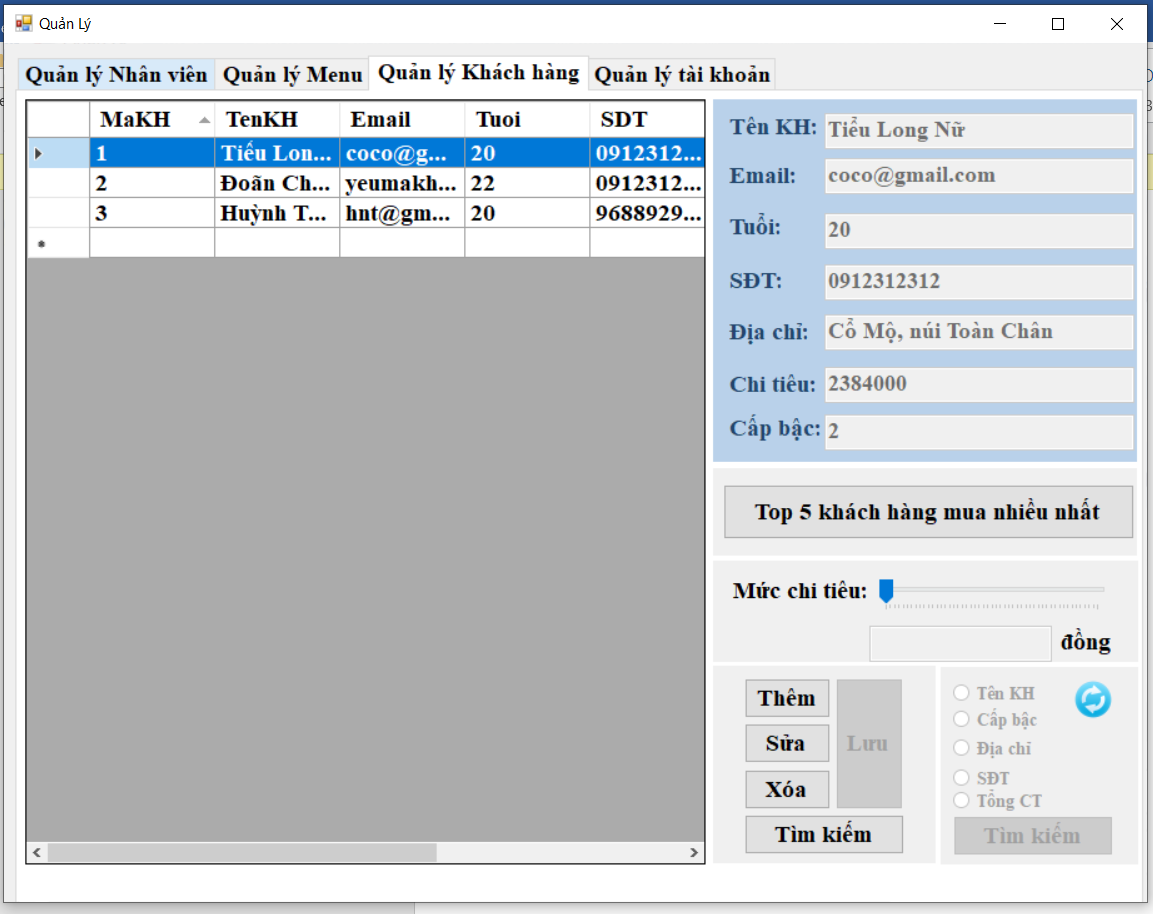 Quản Lý
Quản lý Nhân viên Quản lý Menu Quản lý Khách hàng Quản lý tài khoản
MaKH TenKH Email Tuoi SDT
1 Tiểu Lon... coco@g... 20 0912312...
2 Đoãn Ch... yeumakh... 22 0912312...
3 Huỳnh T... hnt@gm... 20 9688929...
Tên KH: Tiểu Long Nữ
Email: coco@gmail.com
Tuổi: 20
SĐT: 0912312312
Địa chỉ: Cổ Mộ, núi Toàn Chân
Chi tiêu: 2384000
Cấp bậc: 2
Top 5 khách hàng mua nhiều nhất
Mức chi tiêu:
đồng
Thêm
Sửa
Xóa
Lưu
Tìm kiếm
Tên KH
Cấp bậc
Địa chỉ
SĐT
Tổng CT
Tìm kiếm